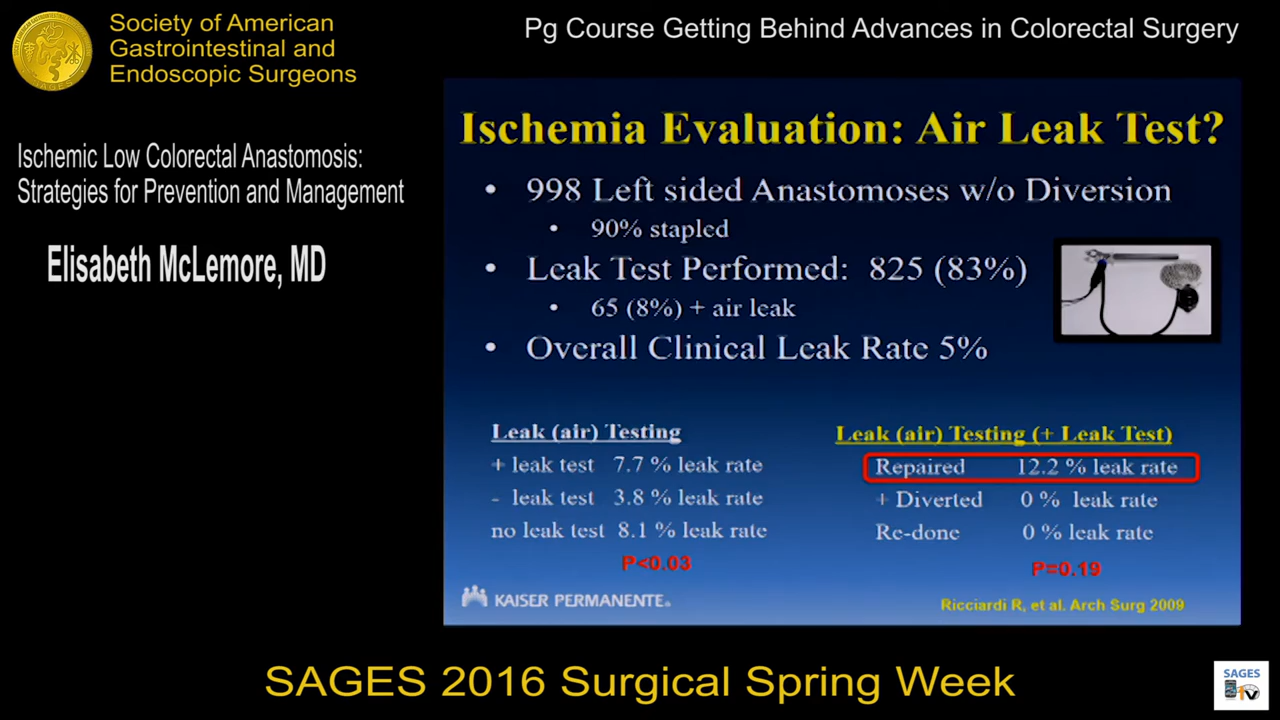 Society of American
Gastrointestinal and
Endoscopic Surgeons
Pg Course Getting Behind Advances in Colorectal Surgery
Ischemic Low Colorectal Anastomosis:
Strategies for Prevention and Management
Elisabeth McLemore, MD
Ischemia Evaluation: Air Leak Test?
• 998 Left sided Anastomoses w/o Diversion
• 90% stapled
• Leak Test Performed: 825 (83%)
• 65 (8%) + air leak
• Overall Clinical Leak Rate 5%
Leak (air) Testing
+ leak test 7.7 % leak rate
- leak test 3.8 % leak rate
no leak test 8.1 % leak rate
P<0.03
Leak (air) Testing (+ Leak Test)
Repaired 12.2 % leak rate
+ Diverted 0 % leak rate
Re-done 0 % leak rate
P=0.19
KAISER PERMANENTE®
Ricciardi R, et al. Arch Surg 2009
SAGES 2016 Surgical Spring Week
SAGES
TV